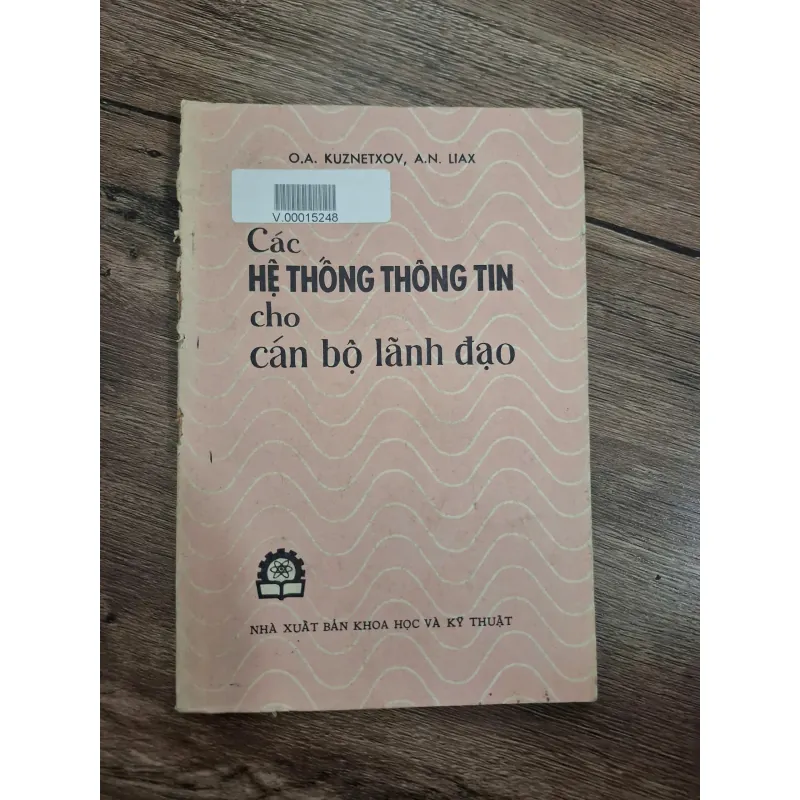 O.A. KUZNETXOV, A.N. LIAX
V.00015248
Các
HỆ THỐNG THÔNG TIN
cho
cán bộ lãnh đạo
NHÀ XUẤT BẢN KHOA HỌC VÀ KỸ THUẬT